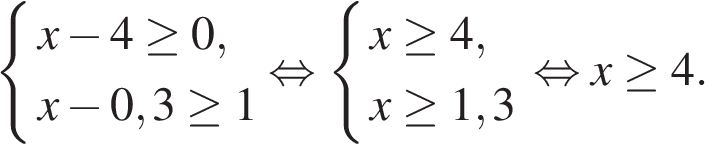 { x − 4 ≥ 0, x − 0,3 ≥ 1 ⇔ { x ≥ 4, x ≥ 1,3 ⇔ x ≥ 4.